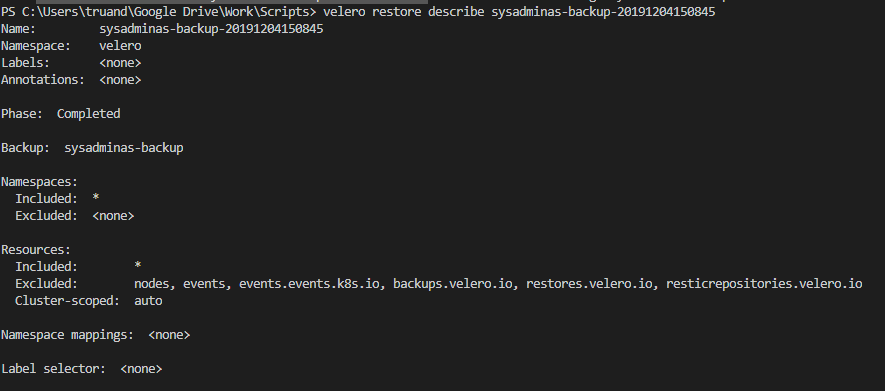 PS C:\Users\truand\Google Drive\Work\Scripts> velero restore describe sysadminas-backup-20191204150845
Name:         sysadminas-backup-20191204150845
Namespace:    velero
Labels:       <none>
Annotations:  <none>

Phase:  Completed

Backup:  sysadminas-backup

Namespaces:
  Included:  *
  Excluded:  <none>

Resources:
  Included:        *
  Excluded:        nodes, events, events.events.k8s.io, backups.velero.io, restores.velero.io, resticrepositories.velero.io
  Cluster-scoped:  auto

Namespace mappings:  <none>

Label selector:  <none>